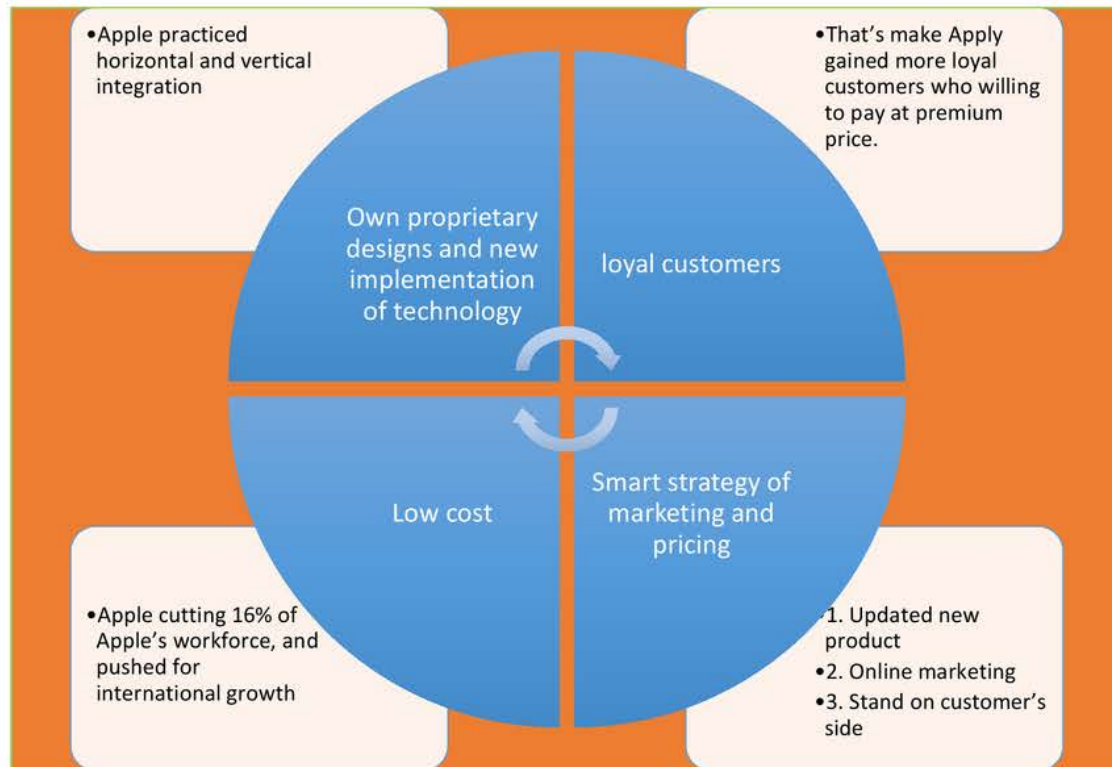 •Apple practiced
horizontal and vertical
integration
•That's make Apply
gained more loyal
customers who willing
to pay at premium
price.
Own proprietary
designs and new
implementation
of technology
loyal customers
Low cost
Smart strategy of
marketing and
pricing
•Apple cutting 16% of
Apple's workforce, and
pushed for
international growth
•1. Updated new
product
•2. Online marketing
•3. Stand on customer's
side